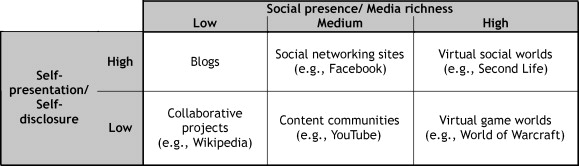 Social presence/ Media richness
Low Medium High
Self-
presentation/
Self-
disclosure
High
Blogs
Social networking sites
(e.g., Facebook)
Virtual social worlds
(e.g., Second Life)
Low
Collaborative
projects
(e.g., Wikipedia)
Content communities
(e.g., YouTube)
Virtual game worlds
(e.g., World of Warcraft)